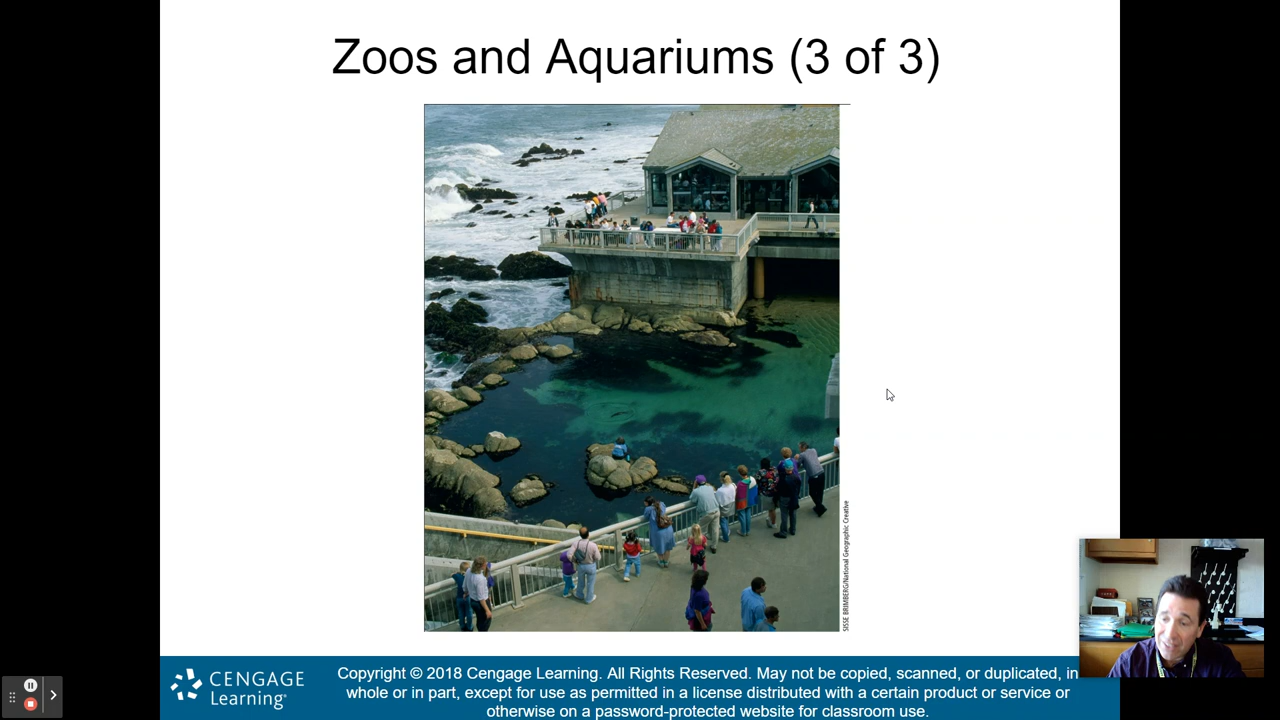 Zoos and Aquariums (3 of 3)
SISSE BRIMBERG/National Geographic Creative
CENGAGE
Learning
Copyright © 2018 Cengage Learning. All Rights Reserved. May not be copied, scanned, or duplicated, in
whole or in part, except for use as permitted in a license distributed with a certain product or service or
otherwise on a password-protected website for classroom use.